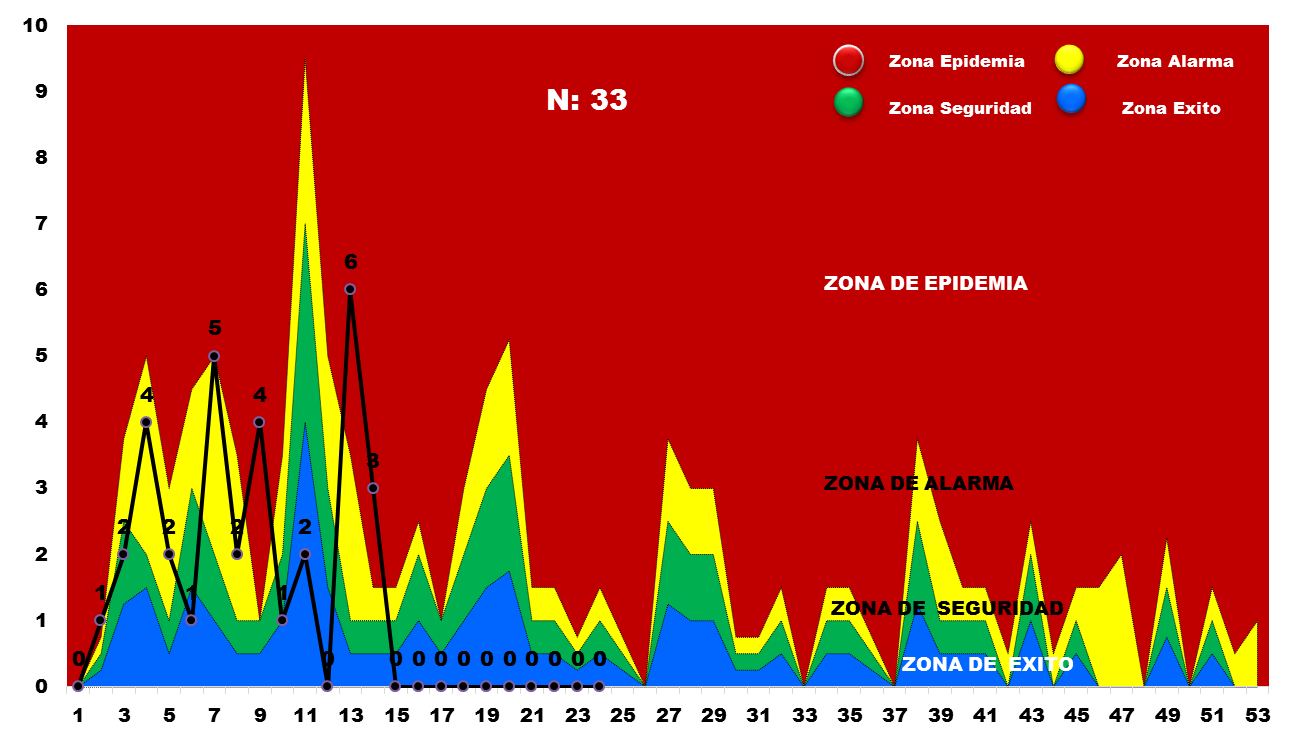 10
9
8
7
6
5
4
3
2
1
0
Zona Epidemia
Zona Alarma
Zona Seguridad
Zona Exito
N: 33
ZONA DE EPIDEMIA
ZONA DE ALARMA
ZONA DE  SEGURIDAD
ZONA DE  EXITO
0 1 2 4 2 1 5 2 4 1 2 0 6 3 0 0 0 0 0 0 0 0 0 0
1 3 5 7 9 11 13 15 17 19 21 23 25 27 29 31 33 35 37 39 41 43 45 47 49 51 53